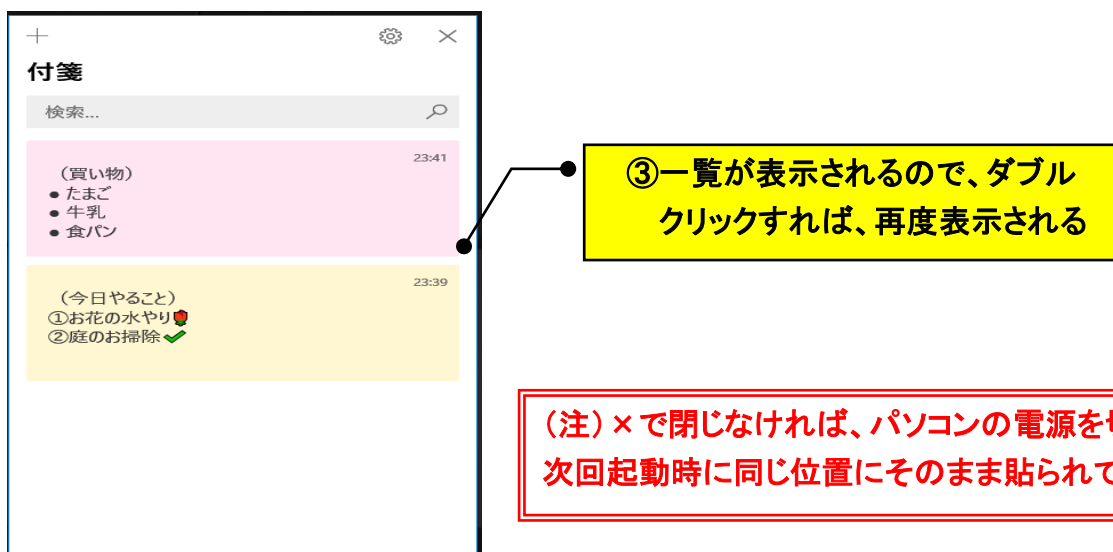 付箋
検索...
23:41
（買い物）
● たまご
● 牛乳
● 食パン
23:39
（今日やること）
①お花の水やり🌹
②庭のお掃除✔
③一覧が表示されるので、ダブル
クリックすれば、再度表示される
（注）×で閉じなければ、パソコンの電源を
次回起動時に同じ位置にそのまま貼られて